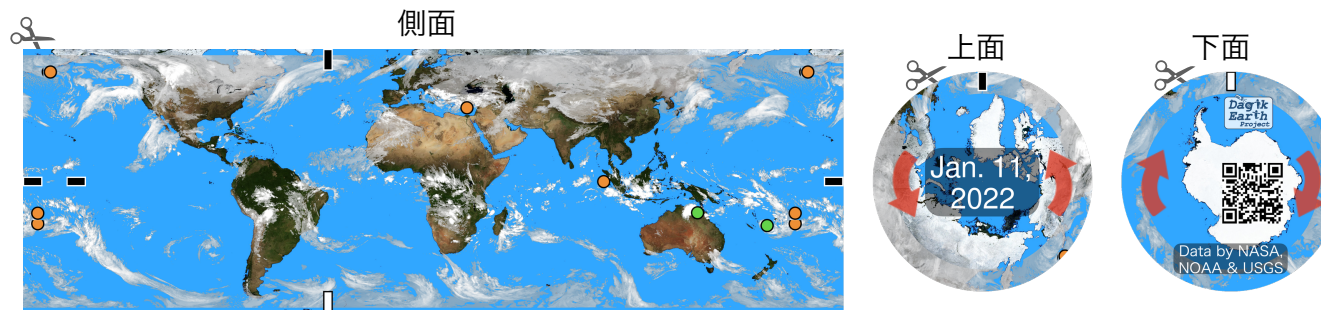 側面
上面
下面
Jan. 11,
2022
Dagik
Earth
Project
Data by NASA,
NOAA & USGS